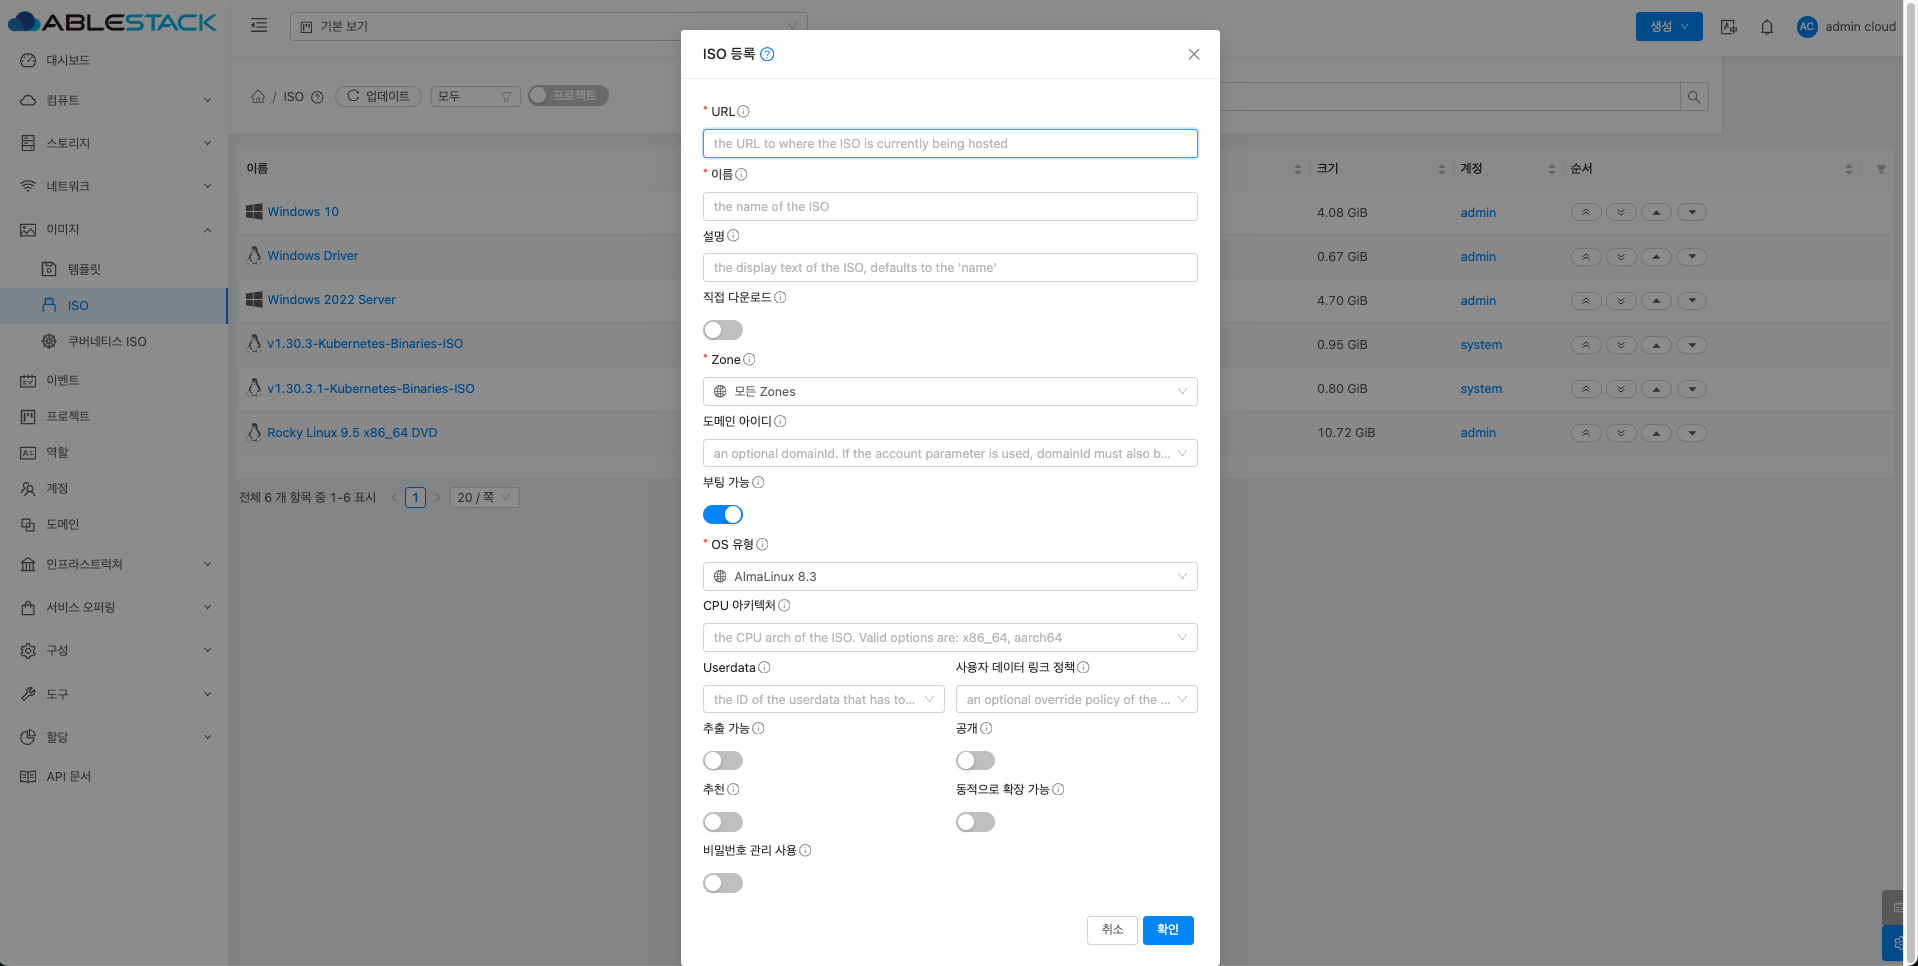 ABLESTACK
기본 보기
생성
AC
admin cloud
대시보드
컴퓨트
스토리지
네트워크
이미지
템플릿
ISO
쿠버네티스 ISO
이벤트
프로젝트
역할
계정
도메인
인프라스트럭쳐
서비스 오퍼링
구성
도구
할당
API 문서
/ ISO
업데이트
모두
프로젝트
이름
크기
계정
순서
Windows 10
4.08 GiB
admin
Windows Driver
0.67 GiB
admin
Windows 2022 Server
4.70 GiB
admin
v1.30.3-Kubernetes-Binaries-ISO
0.95 GiB
system
v1.30.3.1-Kubernetes-Binaries-ISO
0.80 GiB
system
Rocky Linux 9.5 x86_64 DVD
10.72 GiB
admin
전체 6 개 항목 중 1-6 표시
1
20 / 쪽
ISO 등록
* URL
the URL to where the ISO is currently being hosted
* 이름
the name of the ISO
설명
the display text of the ISO, defaults to the 'name'
직접 다운로드
* Zone
모든 Zones
도메인 아이디
an optional domainId. If the account parameter is used, domainId must also b...
부팅 가능
* OS 유형
AlmaLinux 8.3
CPU 아키텍처
the CPU arch of the ISO. Valid options are: x86_64, aarch64
Userdata
사용자 데이터 링크 정책
the ID of the userdata that has to...
an optional override policy of the ...
추출 가능
공개
추천
동적으로 확장 가능
비밀번호 관리 사용
취소
확인